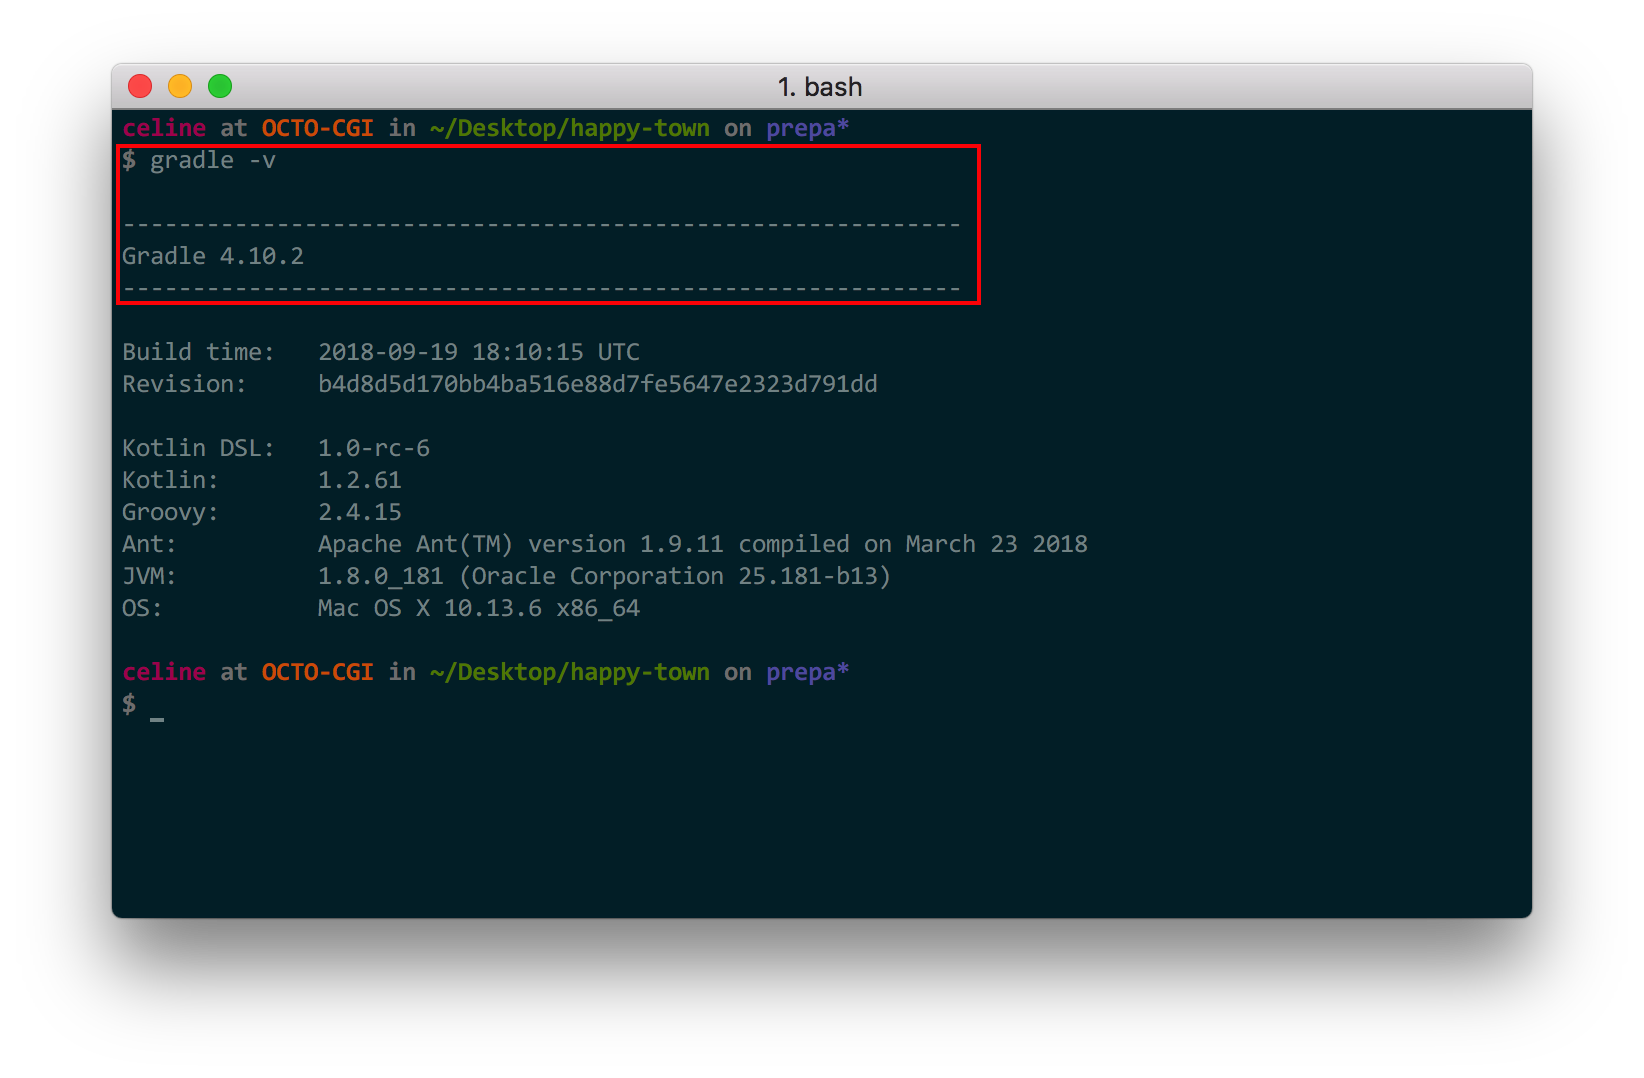 1. bash
celine at OCTO-CGI in ~/Desktop/happy-town on prepa*
$ gradle -v
------------------------------------------------------------
Gradle 4.10.2
------------------------------------------------------------
Build time:   2018-09-19 18:10:15 UTC
Revision:     b4d8d5d170bb4ba516e88d7fe5647e2323d791dd
Kotlin DSL:   1.0-rc-6
Kotlin:       1.2.61
Groovy:       2.4.15
Ant:          Apache Ant(TM) version 1.9.11 compiled on March 23 2018
JVM:          1.8.0_181 (Oracle Corporation 25.181-b13)
OS:           Mac OS X 10.13.6 x86_64
celine at OCTO-CGI in ~/Desktop/happy-town on prepa*
$ _